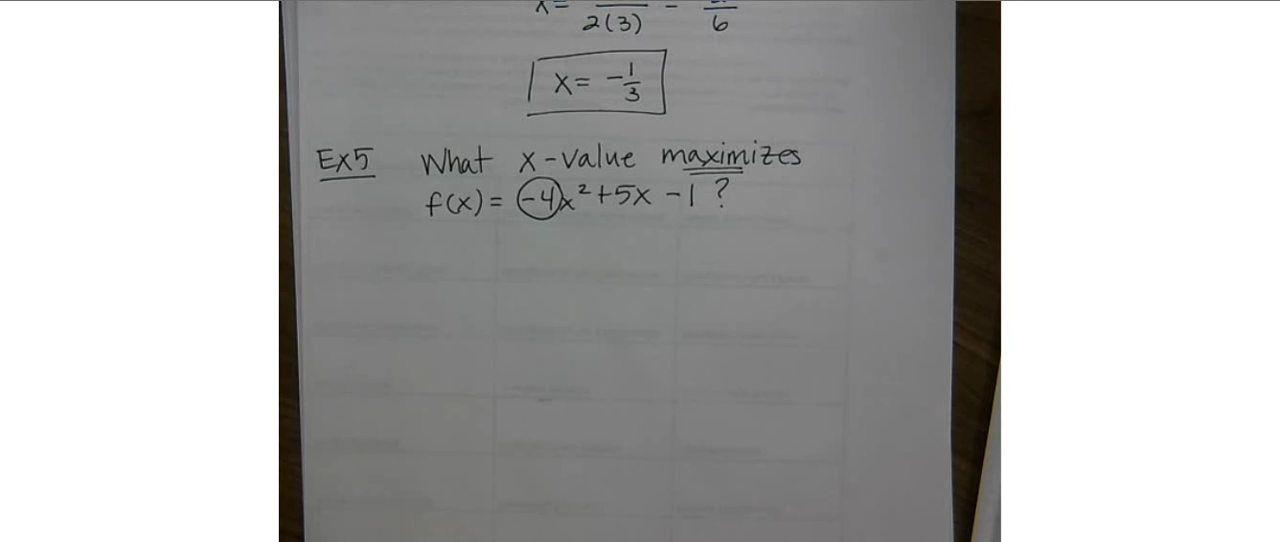 x = — = —
2(3) 6
x = -1/3
Ex5 What x-value maximizes
f(x) = -4x² + 5x - 1 ?